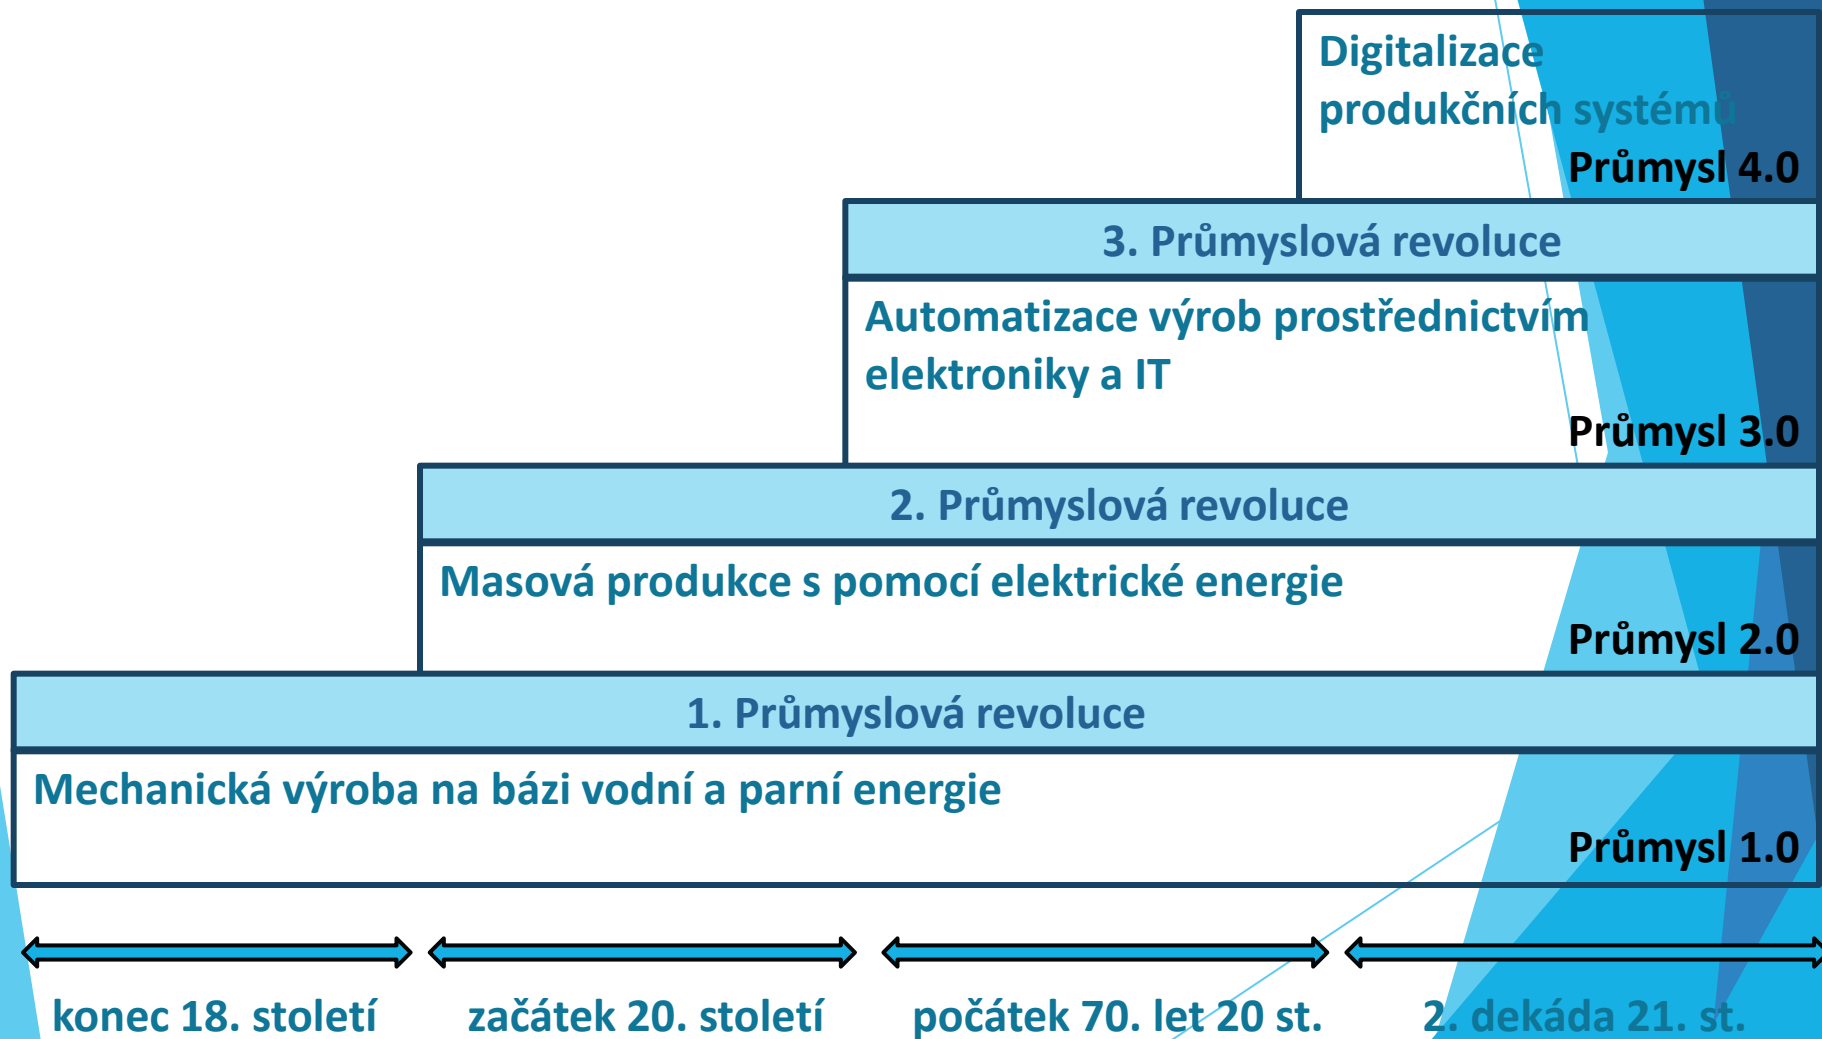 Digitalizace
produkčních systémů
Průmysl 4.0
3. Průmyslová revoluce
Automatizace výrob prostřednictvím
elektroniky a IT
Průmysl 3.0
2. Průmyslová revoluce
Masová produkce s pomocí elektrické energie
Průmysl 2.0
1. Průmyslová revoluce
Mechanická výroba na bázi vodní a parní energie
Průmysl 1.0
konec 18. století
začátek 20. století
počátek 70. let 20 st.
2. dekáda 21. st.